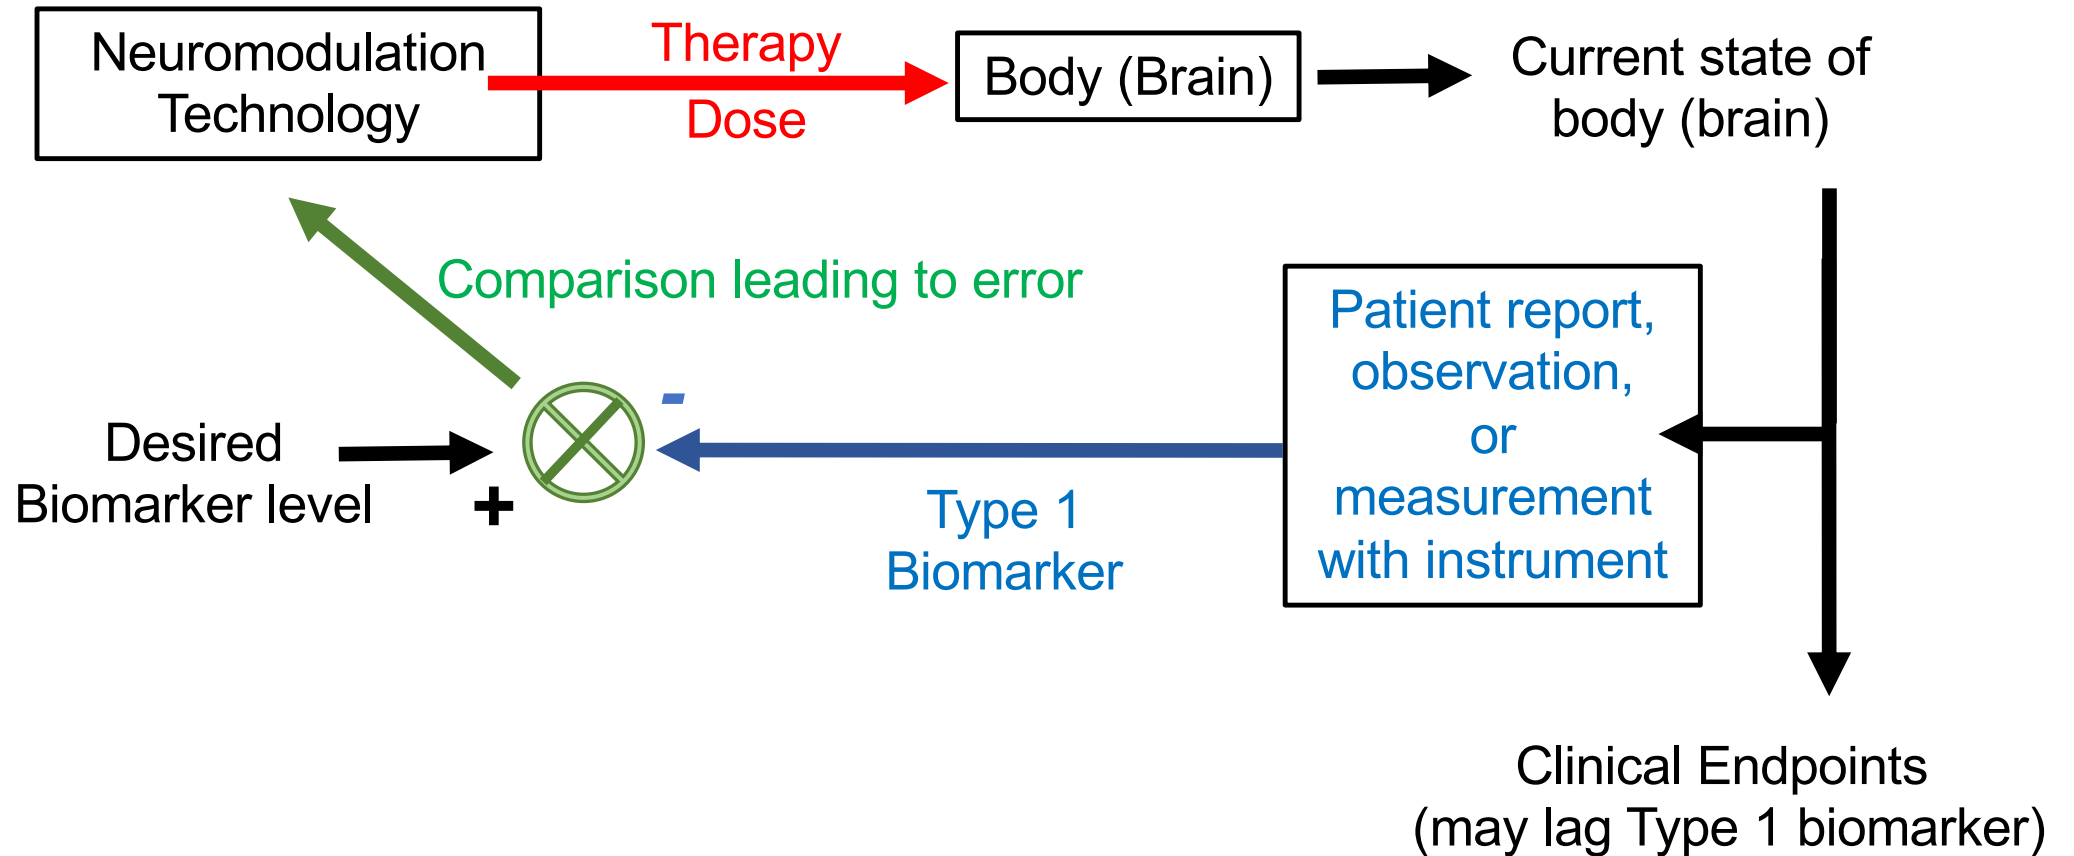 Neuromodulation
Technology
Therapy
Dose
Body (Brain)
Current state of
body (brain)
Comparison leading to error
Patient report,
observation,
or
measurement
with instrument
Desired
Biomarker level
+
-
Type 1
Biomarker
Clinical Endpoints
(may lag Type 1 biomarker)